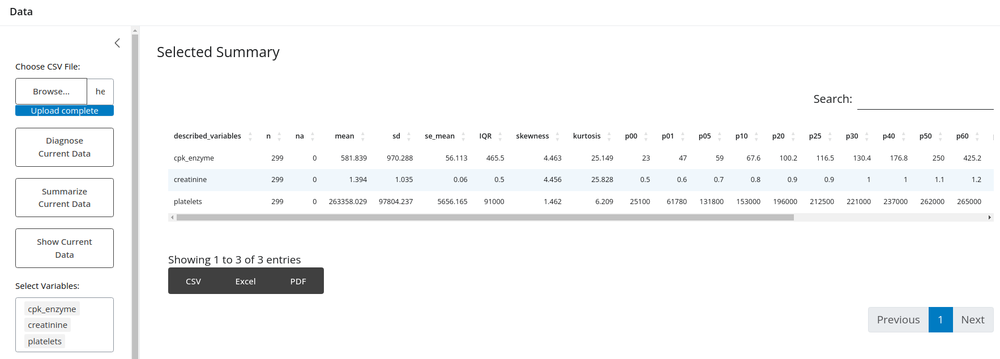 Data
Choose CSV File:
Browse... he
Upload complete
Diagnose
Current Data
Summarize
Current Data
Show Current
Data
Select Variables:
cpk_enzyme
creatinine
platelets
Selected Summary
Search:
described_variables n na mean sd se_mean IQR skewness kurtosis p00 p01 p05 p10 p20 p25 p30 p40 p50 p60
cpk_enzyme 299 0 581.839 970.288 56.113 465.5 4.463 25.149 23 47 59 67.6 100.2 116.5 130.4 176.8 250 425.2
creatinine 299 0 1.394 1.035 0.06 0.5 4.456 25.828 0.5 0.6 0.7 0.8 0.9 0.9 1 1 1.1 1.2
platelets 299 0 263358.029 97804.237 5656.165 91000 1.462 6.209 25100 61780 131800 153000 196000 212500 221000 237000 262000 265000
Showing 1 to 3 of 3 entries
CSV Excel PDF
Previous 1 Next